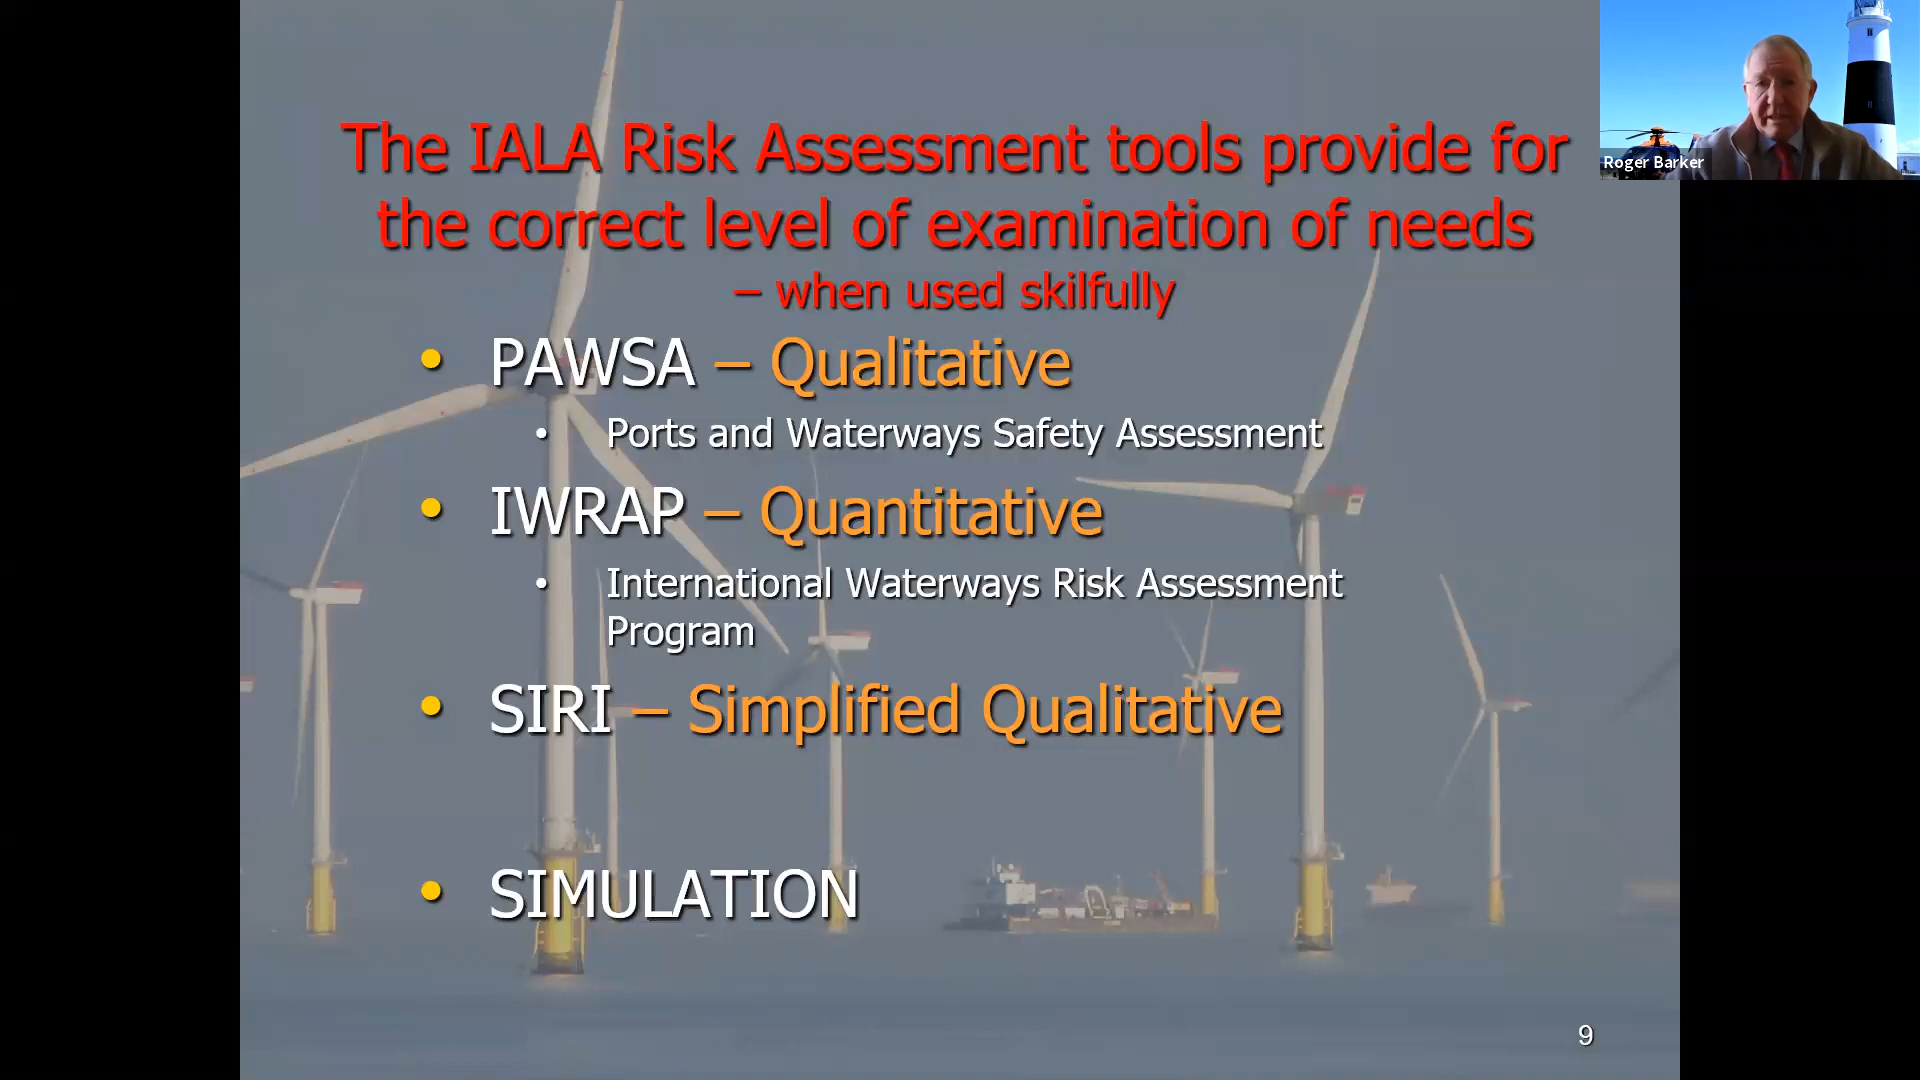 The IALA Risk Assessment tools provide for
the correct level of examination of needs
– when used skilfully
• PAWSA – Qualitative
• Ports and Waterways Safety Assessment
• IWRAP – Quantitative
• International Waterways Risk Assessment
Program
• SIRI – Simplified Qualitative
• SIMULATION
9
Roger Barker